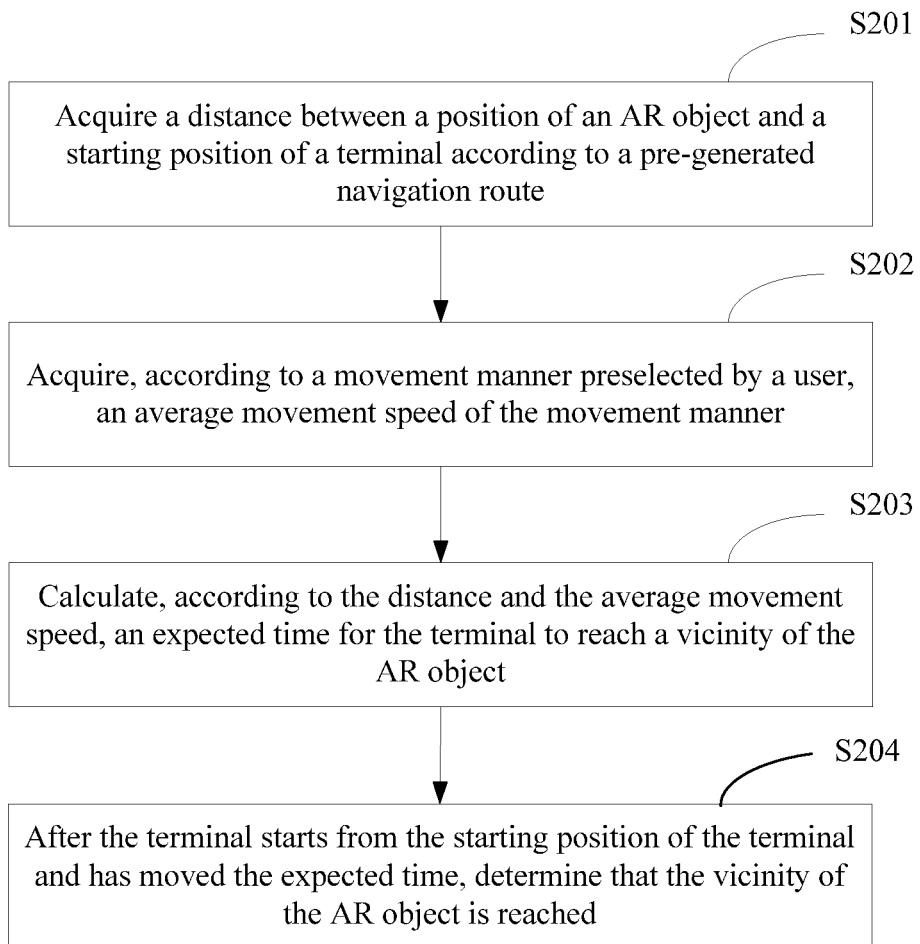 S201
Acquire a distance between a position of an AR object and a
starting position of a terminal according to a pre-generated
navigation route
S202
Acquire, according to a movement manner preselected by a user,
an average movement speed of the movement manner
S203
Calculate, according to the distance and the average movement
speed, an expected time for the terminal to reach a vicinity of the
AR object
S204
After the terminal starts from the starting position of the terminal
and has moved the expected time, determine that the vicinity of
the AR object is reached